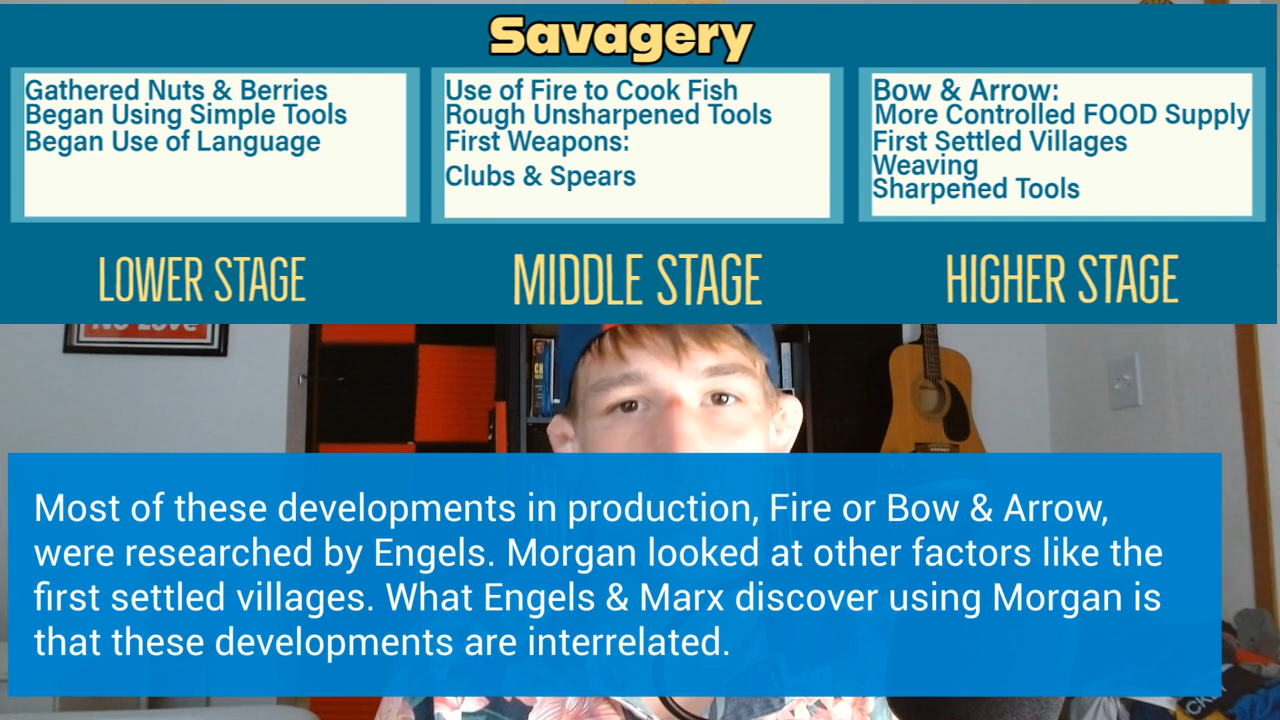 Savagery
Gathered Nuts & Berries
Began Using Simple Tools
Began Use of Language
LOWER STAGE
Use of Fire to Cook Fish
Rough Unsharpened Tools
First Weapons:
Clubs & Spears
MIDDLE STAGE
Bow & Arrow:
More Controlled FOOD Supply
First Settled Villages
Weaving
Sharpened Tools
HIGHER STAGE
No Love
Most of these developments in production, Fire or Bow & Arrow,
were researched by Engels. Morgan looked at other factors like the
first settled villages. What Engels & Marx discover using Morgan is
that these developments are interrelated.